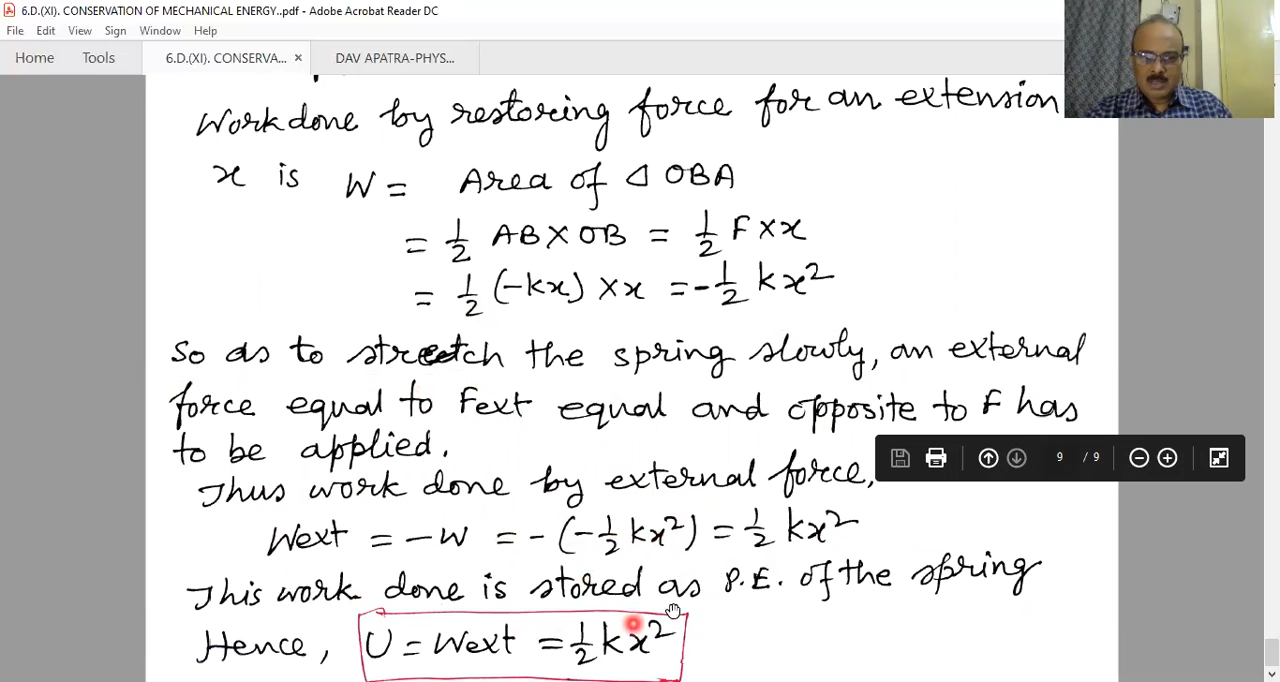 6.D.(XI). CONSERVATION OF MECHANICAL ENERGY..pdf - Adobe Acrobat Reader DC
File Edit View Sign Window Help
Home Tools 6.D.(XI). CONSERVA... × DAV APATRA-PHYS...
Workdone by restoring force for an extension
x is W = Area of △ OBA
= 1/2 AB × OB = 1/2 F × x
= 1/2 (-kx) × x = -1/2 kx²
So as to stretch the spring slowly, an external
force equal to Fext equal and opposite to F has
to be applied.
9 / 9
Thus work done by external force,
Wext = -W = -(-1/2 kx²) = 1/2 kx²
This work done is stored as P.E. of the spring
Hence, U = Wext = 1/2 kx²